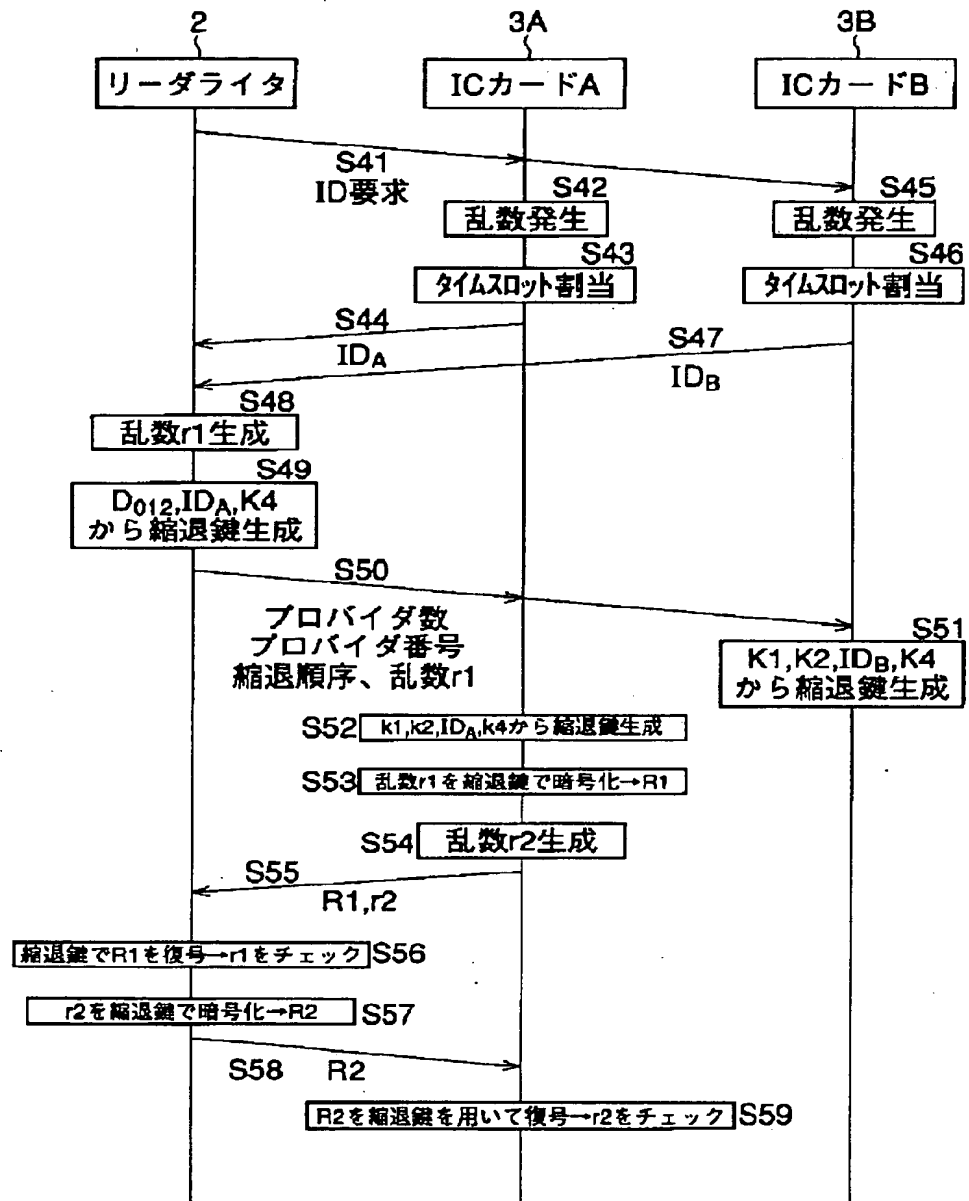 2
3A
3B
リーダライタ
ICカードA
ICカードB
S41
ID要求
S42
乱数発生
S45
乱数発生
S43
タイムスロット割当
S46
タイムスロット割当
S44
IDA
S47
IDB
S48
乱数r1生成
S49
D012,IDA,K4
から縮退鍵生成
S50
プロバイダ数
プロバイダ番号
縮退順序、乱数r1
S51
K1,K2,IDB,K4
から縮退鍵生成
S52
k1,k2,IDA,k4から縮退鍵生成
S53
乱数r1を縮退鍵で暗号化→R1
S54
乱数r2生成
S55
R1,r2
縮退鍵でR1を復号→r1をチェック
S56
r2を縮退鍵で暗号化→R2
S57
S58
R2
R2を縮退鍵を用いて復号→r2をチェック
S59